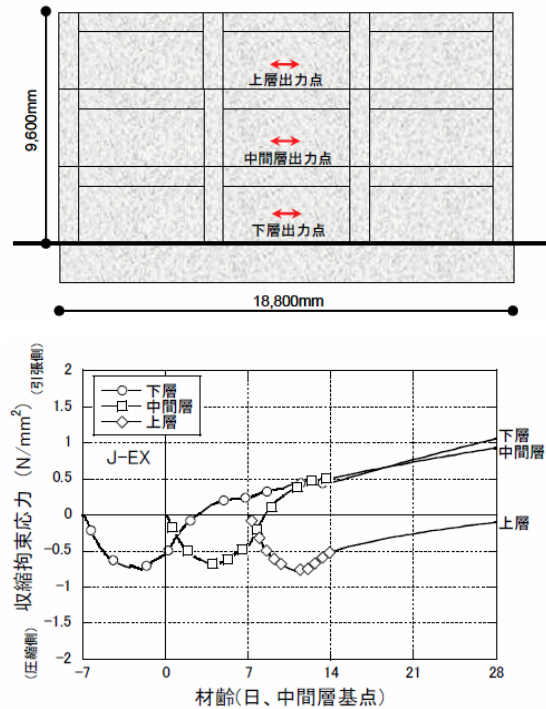 上層出力点
中間層出力点
下層出力点
9,600mm
18,800mm
収縮拘束応力 (N/mm²)
(引張側)
(圧縮側)
2
1.5
1
0.5
0
−0.5
−1
−1.5
−2
下層
中間層
上層
J-EX
下層
中間層
上層
−7
0
7
14
21
28
材齢(日、中間層基点)